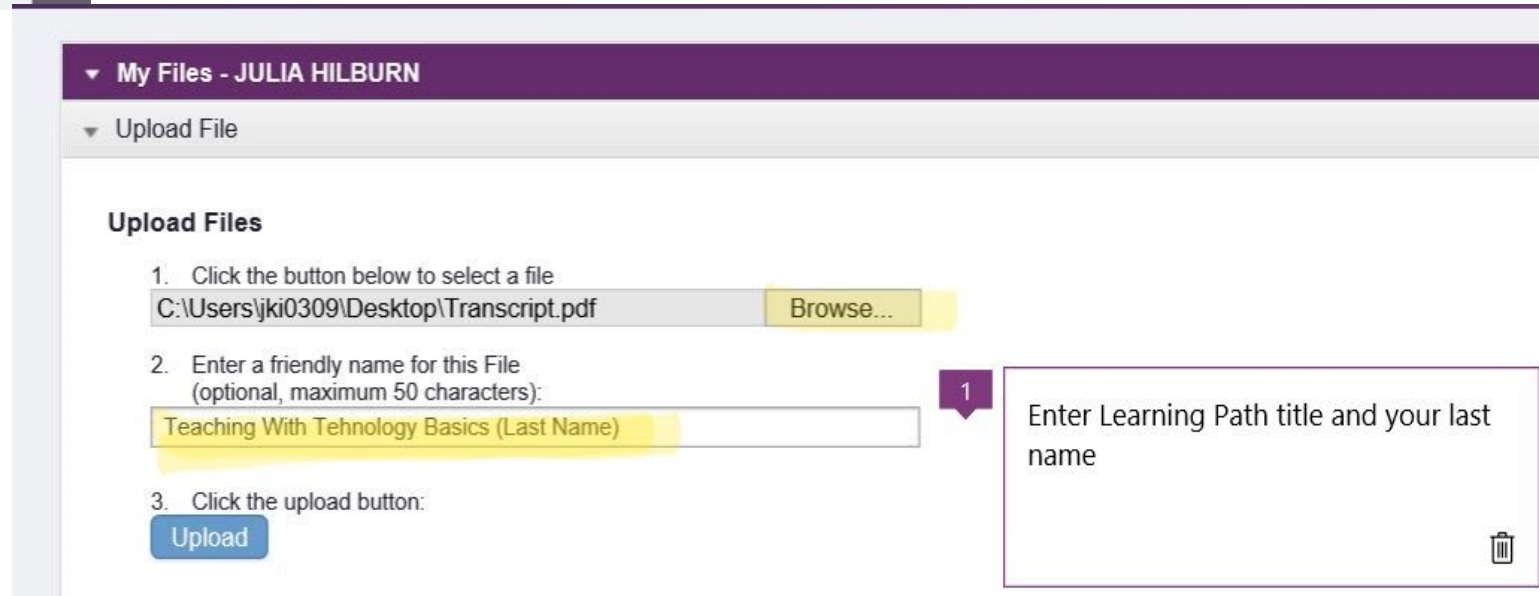 My Files - JULIA HILBURN
Upload File
Upload Files
1. Click the button below to select a file
C:\Users\jki0309\Desktop\Transcript.pdf Browse...
2. Enter a friendly name for this File
(optional, maximum 50 characters):
Teaching With Tehnology Basics (Last Name)
3. Click the upload button:
Upload
1
Enter Learning Path title and your last
name